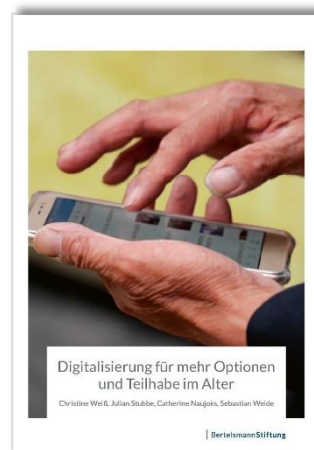 Digitalisierung für mehr Optionen
und Teilhabe im Alter
Christine Weiß, Julian Stubbe, Catherine Naujoks, Sebastian Weide
BertelsmannStiftung